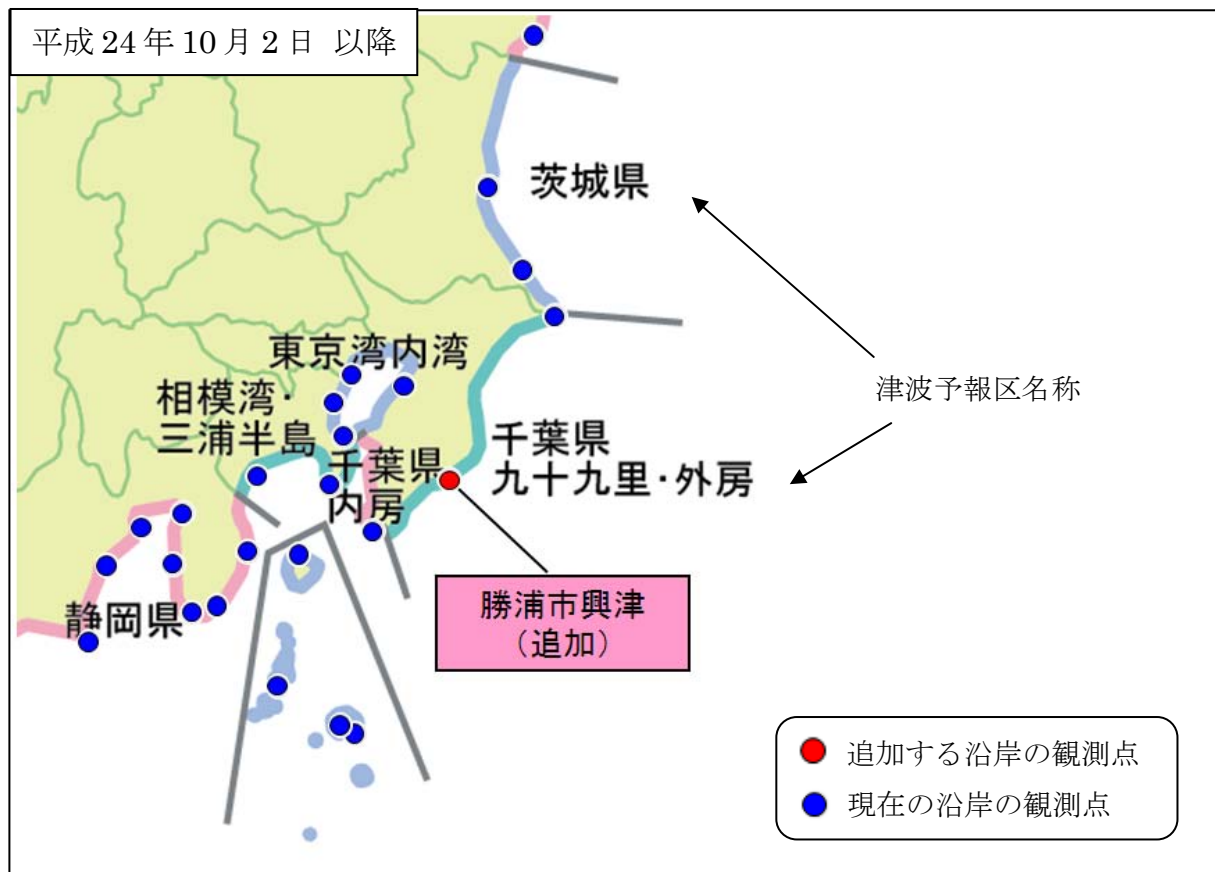 平成24年10月2日 以降
茨城県
東京湾内湾
相模湾・
三浦半島
千葉県
内房
千葉県
九十九里・外房
津波予報区名称
静岡県
勝浦市興津
（追加）
追加する沿岸の観測点
現在の沿岸の観測点